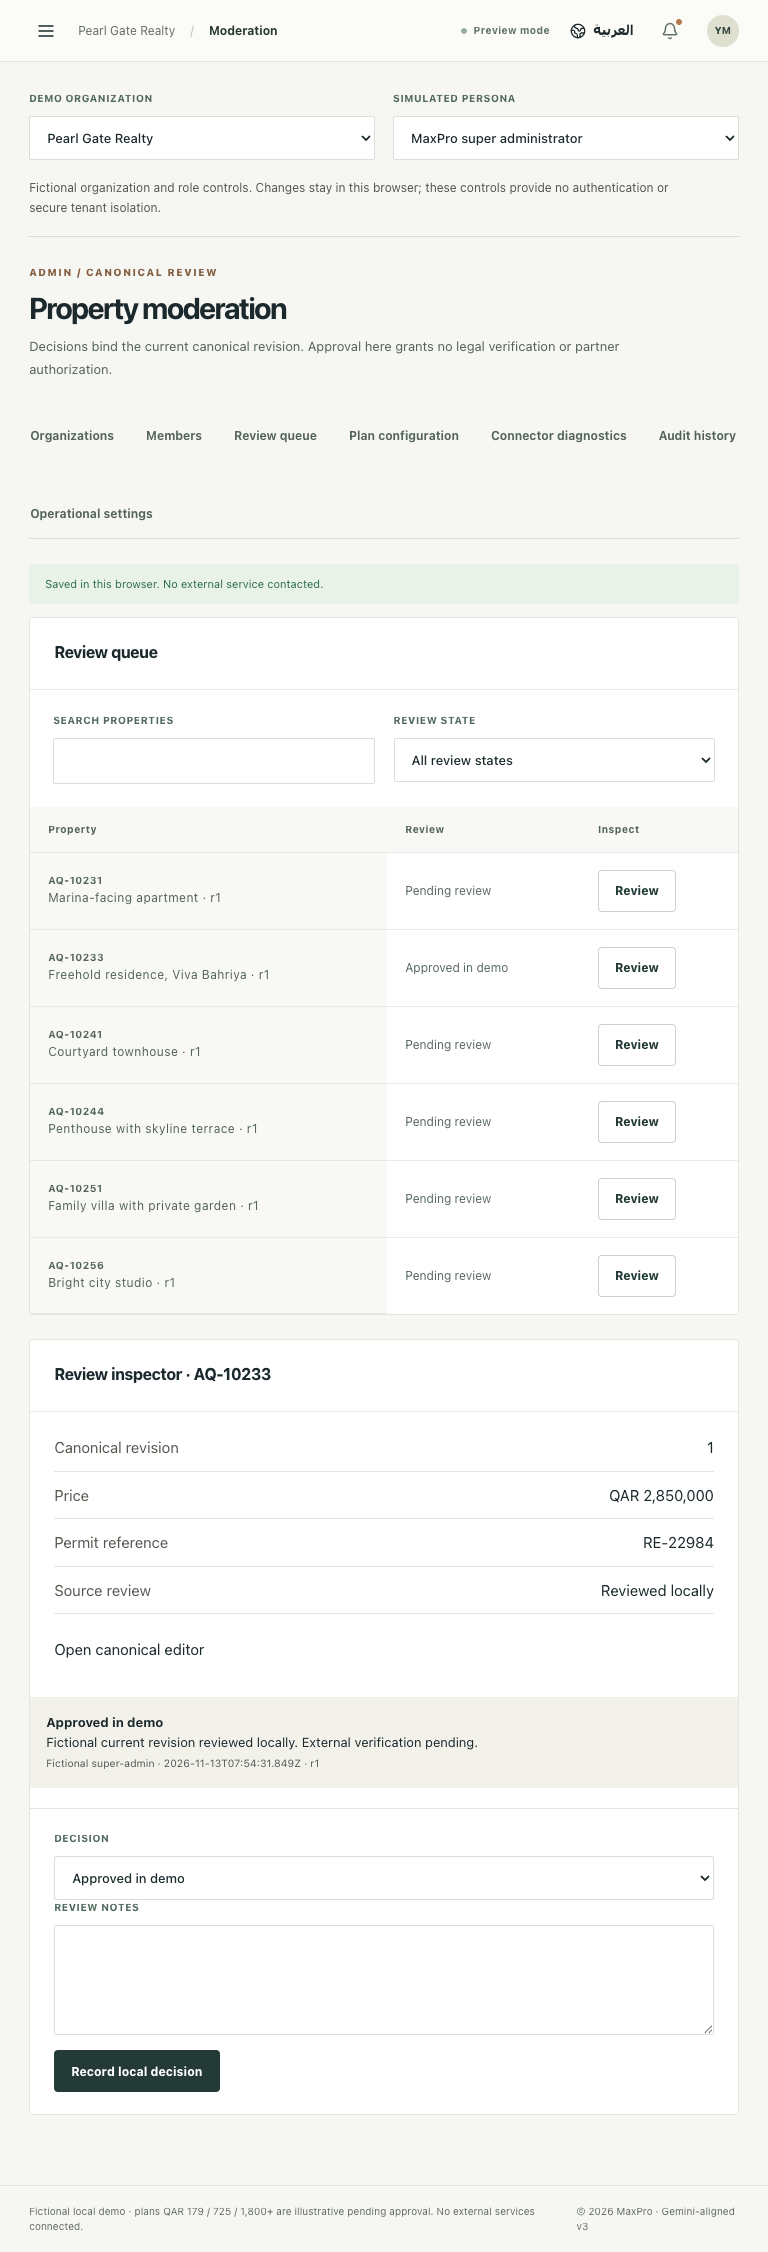 Pearl Gate Realty / Moderation
Preview mode
العربية
YM
DEMO ORGANIZATION
SIMULATED PERSONA
Pearl Gate Realty
MaxPro super administrator
Fictional organization and role controls. Changes stay in this browser; these controls provide no authentication or
secure tenant isolation.
ADMIN / CANONICAL REVIEW
Property moderation
Decisions bind the current canonical revision. Approval here grants no legal verification or partner
authorization.
Organizations
Members
Review queue
Plan configuration
Connector diagnostics
Audit history
Operational settings
Saved in this browser. No external service contacted.
Review queue
SEARCH PROPERTIES
REVIEW STATE
All review states
Property
Review
Inspect
AQ-10231
Marina-facing apartment · r1
Pending review
Review
AQ-10233
Freehold residence, Viva Bahriya · r1
Approved in demo
Review
AQ-10241
Courtyard townhouse · r1
Pending review
Review
AQ-10244
Penthouse with skyline terrace · r1
Pending review
Review
AQ-10251
Family villa with private garden · r1
Pending review
Review
AQ-10256
Bright city studio · r1
Pending review
Review
Review inspector · AQ-10233
Canonical revision
1
Price
QAR 2,850,000
Permit reference
RE-22984
Source review
Reviewed locally
Open canonical editor
Approved in demo
Fictional current revision reviewed locally. External verification pending.
Fictional super-admin · 2026-11-13T07:54:31.849Z · r1
DECISION
Approved in demo
REVIEW NOTES
Record local decision
Fictional local demo · plans QAR 179 / 725 / 1,800+ are illustrative pending approval. No external services
connected.
© 2026 MaxPro · Gemini-aligned
v3